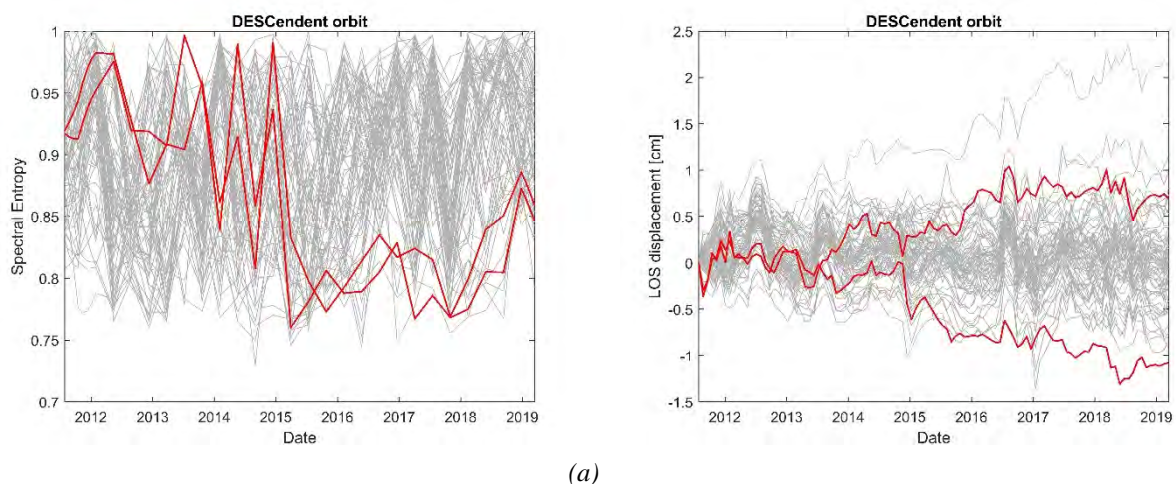 DESCendent orbit
1
0.95
0.9
0.85
0.8
0.75
0.7
Spectral Entropy
2012 2013 2014 2015 2016 2017 2018 2019
Date
DESCendent orbit
2.5
2
1.5
1
0.5
0
-0.5
-1
-1.5
LOS displacement [cm]
2012 2013 2014 2015 2016 2017 2018 2019
Date
(a)